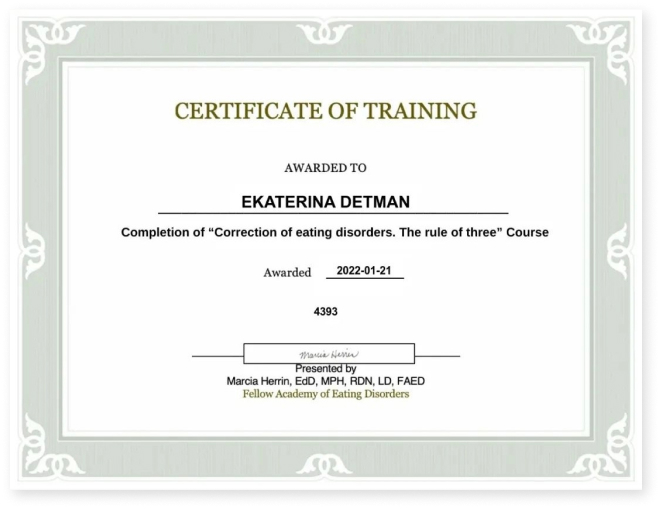 CERTIFICATE OF TRAINING
AWARDED TO
EKATERINA DETMAN
Completion of “Correction of eating disorders. The rule of three” Course
Awarded 2022-01-21
4393
Marcia Herrin
Presented by
Marcia Herrin, EdD, MPH, RDN, LD, FAED
Fellow Academy of Eating Disorders